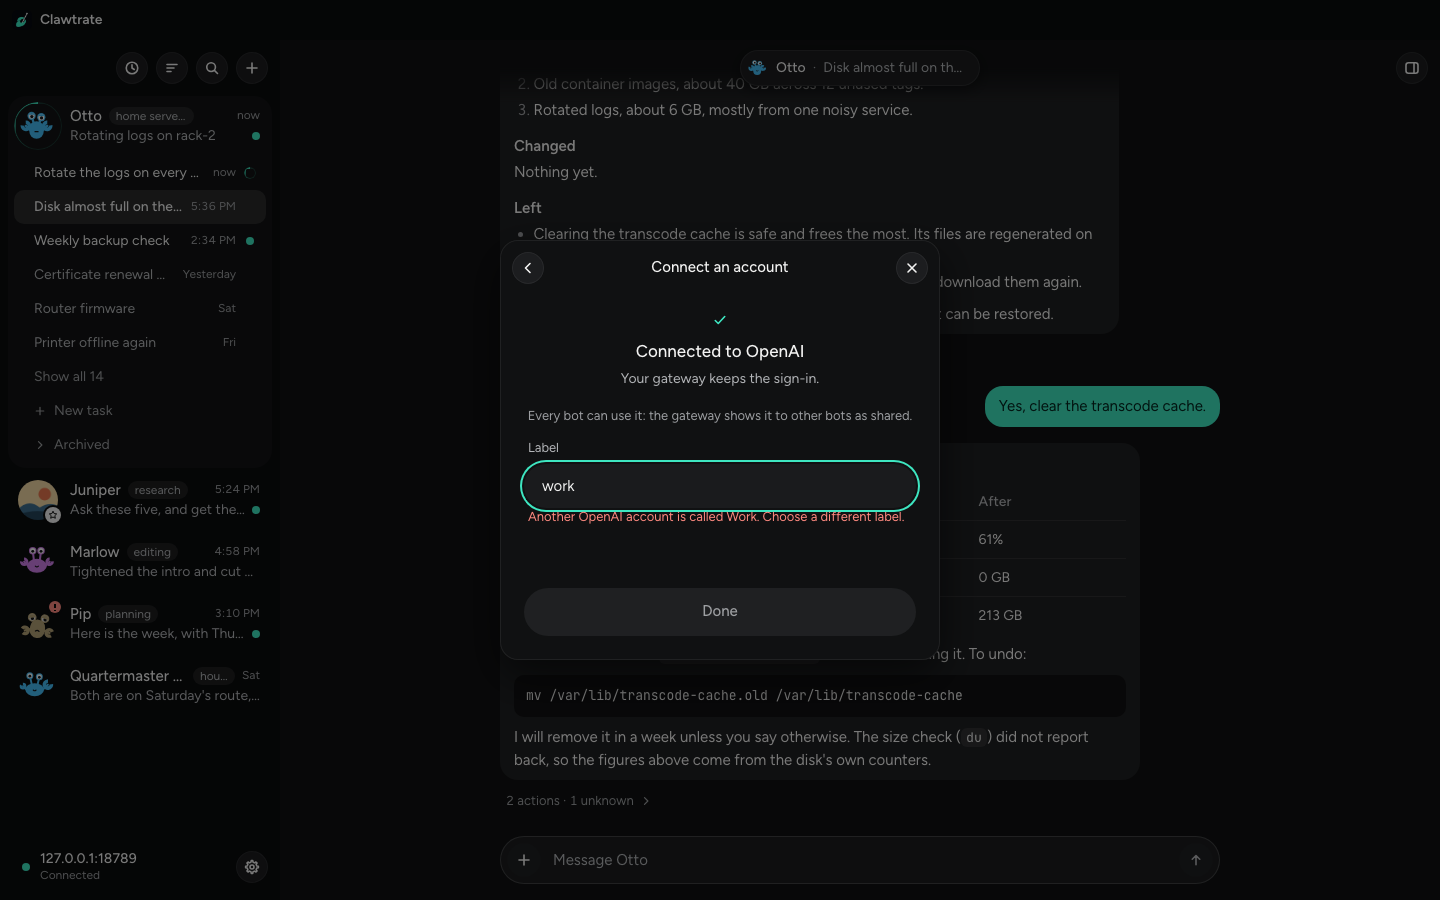 Clawtrate
Otto · Disk almost full on th...
Otto home serve... now
Rotating logs on rack-2
Rotate the logs on every ... now
Disk almost full on the... 5:36 PM
Weekly backup check 2:34 PM
Certificate renewal ... Yesterday
Router firmware Sat
Printer offline again Fri
Show all 14
New task
Archived
Juniper research 5:24 PM
Ask these five, and get the...
Marlow editing 4:58 PM
Tightened the intro and cut ...
Pip planning 3:10 PM
Here is the week, with Thu...
Quartermaster ... hou... Sat
Both are on Saturday's route,...
127.0.0.1:18789
Connected
2. Old container images, about 40 GB across 12 unused tags.
3. Rotated logs, about 6 GB, mostly from one noisy service.
Changed
Nothing yet.
Left
Clearing the transcode cache is safe and frees the most. Its files are regenerated on
download them again.
can be restored.
Connect an account
Connected to OpenAI
Your gateway keeps the sign-in.
Every bot can use it: the gateway shows it to other bots as shared.
Label
work
Another OpenAI account is called Work. Choose a different label.
Done
Yes, clear the transcode cache.
After
61%
0 GB
213 GB
it. To undo:
mv /var/lib/transcode-cache.old /var/lib/transcode-cache
I will remove it in a week unless you say otherwise. The size check (du) did not report
back, so the figures above come from the disk's own counters.
2 actions · 1 unknown
Message Otto